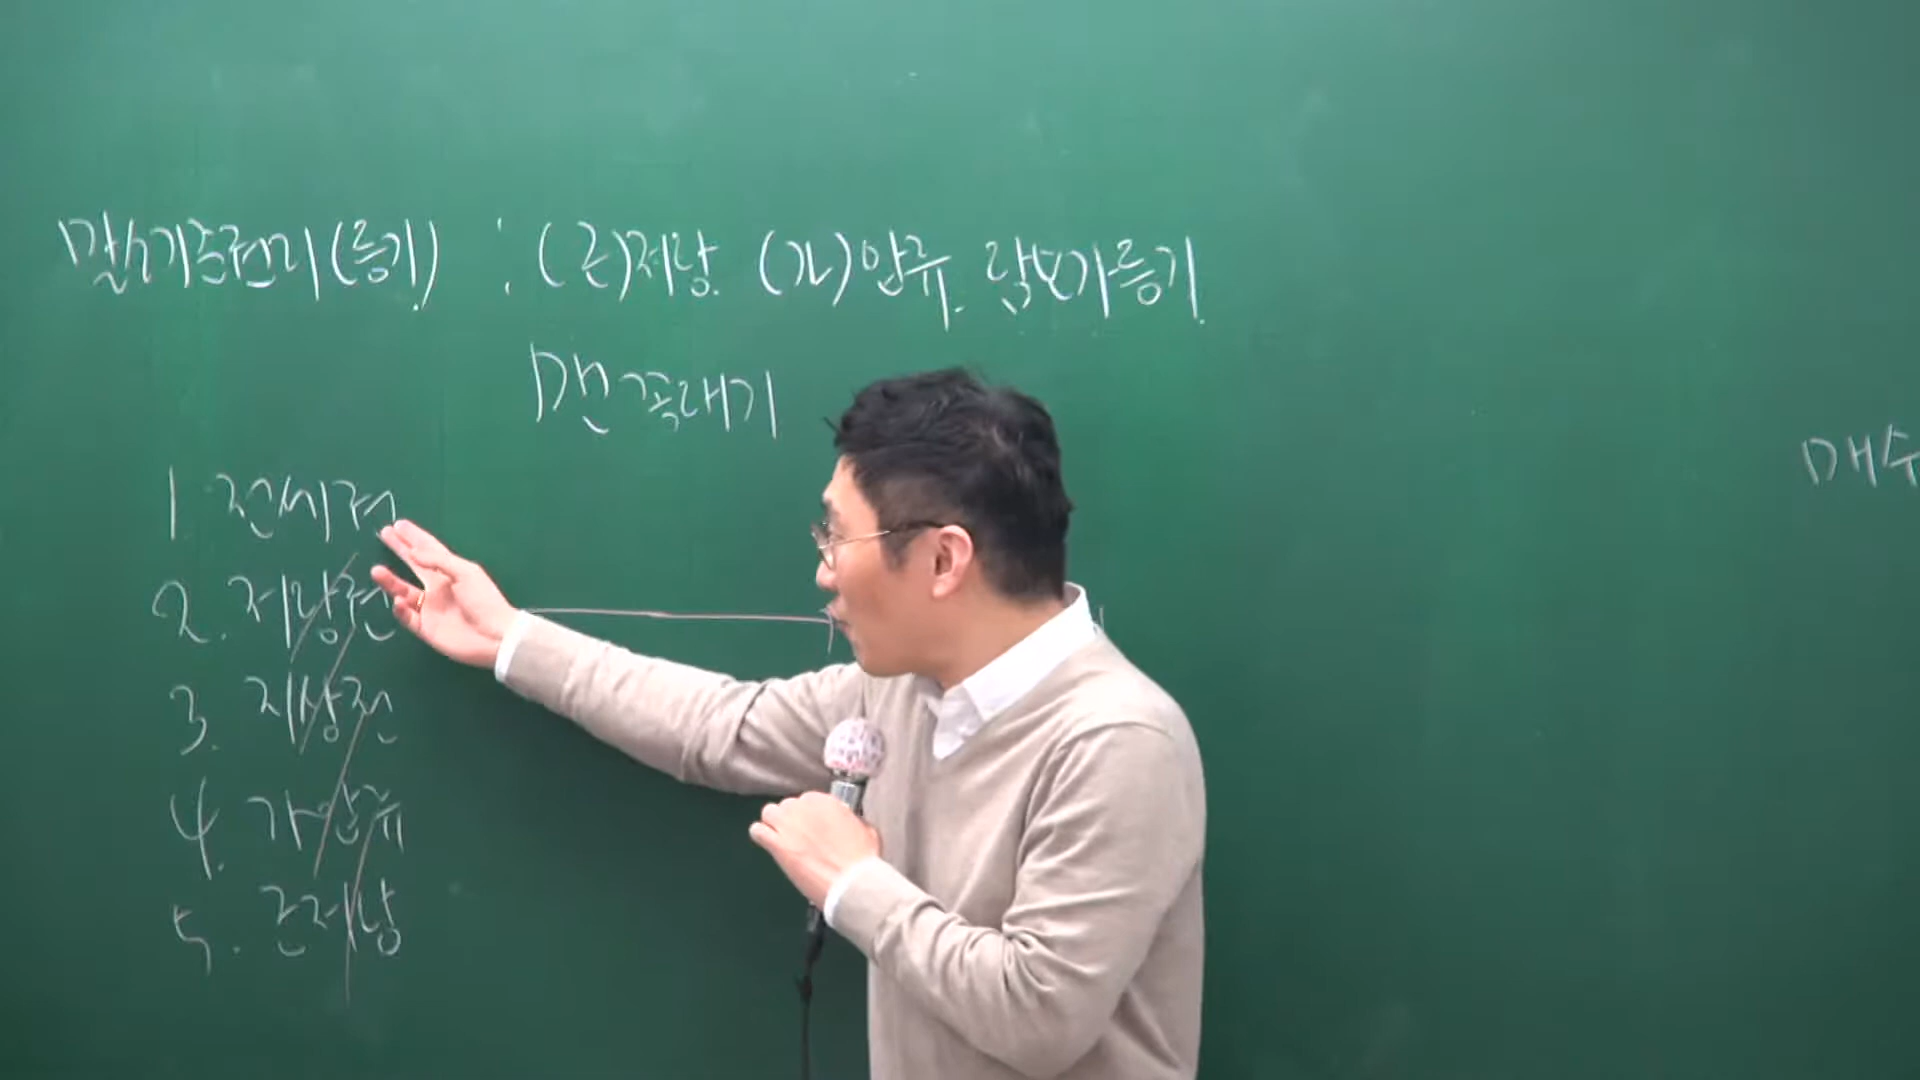 말소기준권리(등기) : (근)저당. (가)압류. 담보가등기.
맨꼭대기
매수
1. 전세권
2. 저당권
3. 지상권
4. 가압류
5. 근저당